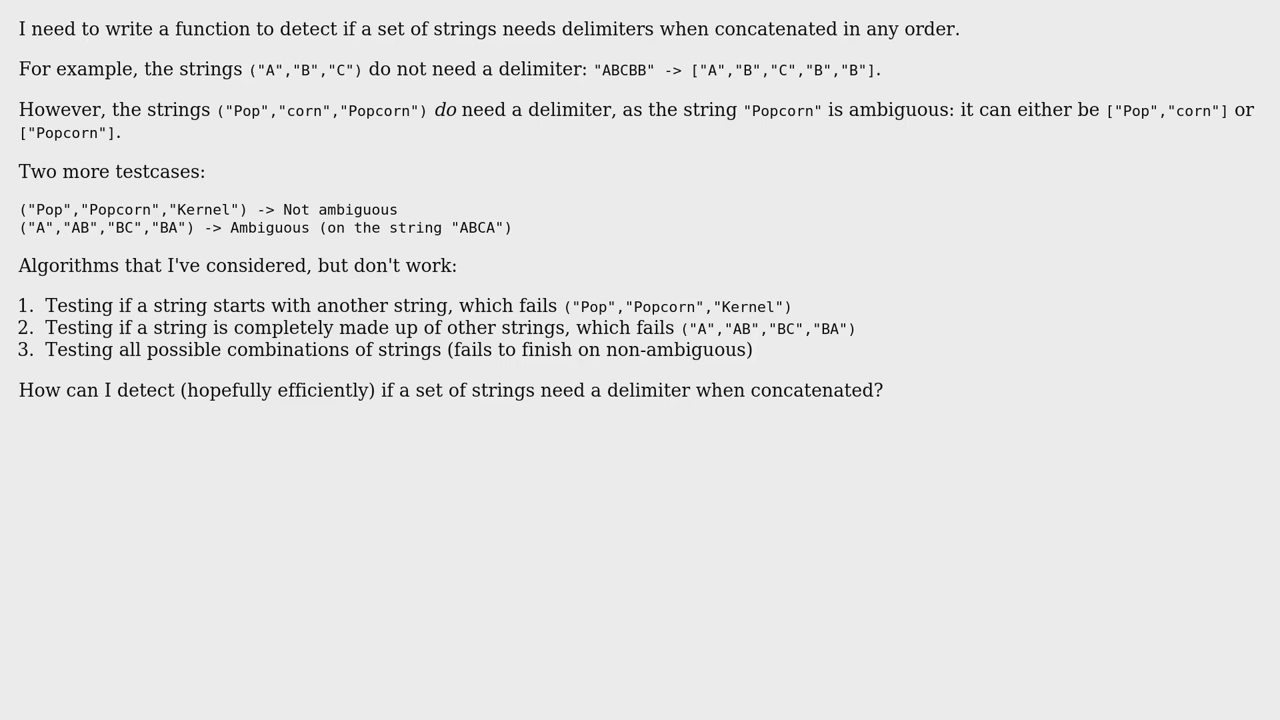 I need to write a function to detect if a set of strings needs delimiters when concatenated in any order.
For example, the strings ("A","B","C") do not need a delimiter: "ABCBB" -> ["A","B","C","B","B"].
However, the strings ("Pop","corn","Popcorn") do need a delimiter, as the string "Popcorn" is ambiguous: it can either be ["Pop","corn"] or
["Popcorn"].
Two more testcases:
("Pop","Popcorn","Kernel") -> Not ambiguous
("A","AB","BC","BA") -> Ambiguous (on the string "ABCA")
Algorithms that I've considered, but don't work:
1. Testing if a string starts with another string, which fails ("Pop","Popcorn","Kernel")
2. Testing if a string is completely made up of other strings, which fails ("A","AB","BC","BA")
3. Testing all possible combinations of strings (fails to finish on non-ambiguous)
How can I detect (hopefully efficiently) if a set of strings need a delimiter when concatenated?